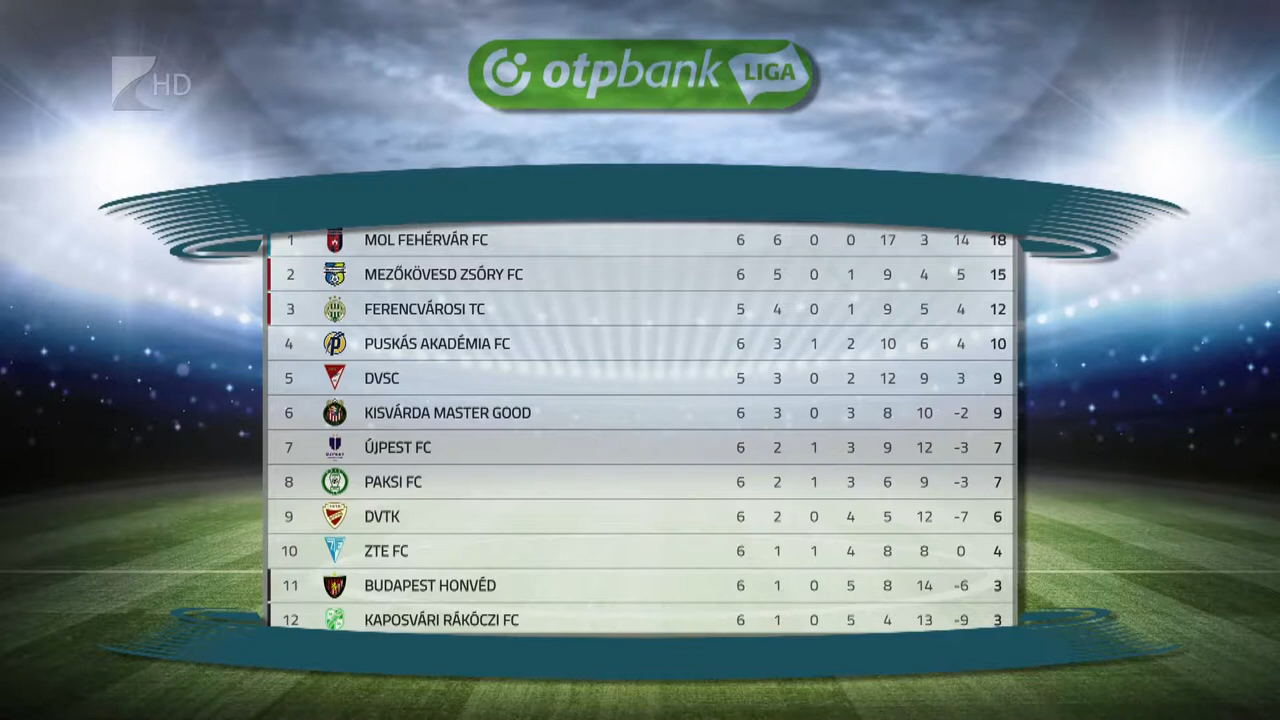 HD
otpbank LIGA
1 MOL FEHÉRVÁR FC 6 6 0 0 17 3 14 18
2 MEZŐKÖVESD ZSÓRY FC 6 5 0 1 9 4 5 15
3 FERENCVÁROSI TC 5 4 0 1 9 5 4 12
4 PUSKÁS AKADÉMIA FC 6 3 1 2 10 6 4 10
5 DVSC 5 3 0 2 12 9 3 9
6 KISVÁRDA MASTER GOOD 6 3 0 3 8 10 -2 9
7 ÚJPEST FC 6 2 1 3 9 12 -3 7
8 PAKSI FC 6 2 1 3 6 9 -3 7
9 DVTK 6 2 0 4 5 12 -7 6
10 ZTE FC 6 1 1 4 8 8 0 4
11 BUDAPEST HONVÉD 6 1 0 5 8 14 -6 3
12 KAPOSVÁRI RÁKÓCZI FC 6 1 0 5 4 13 -9 3